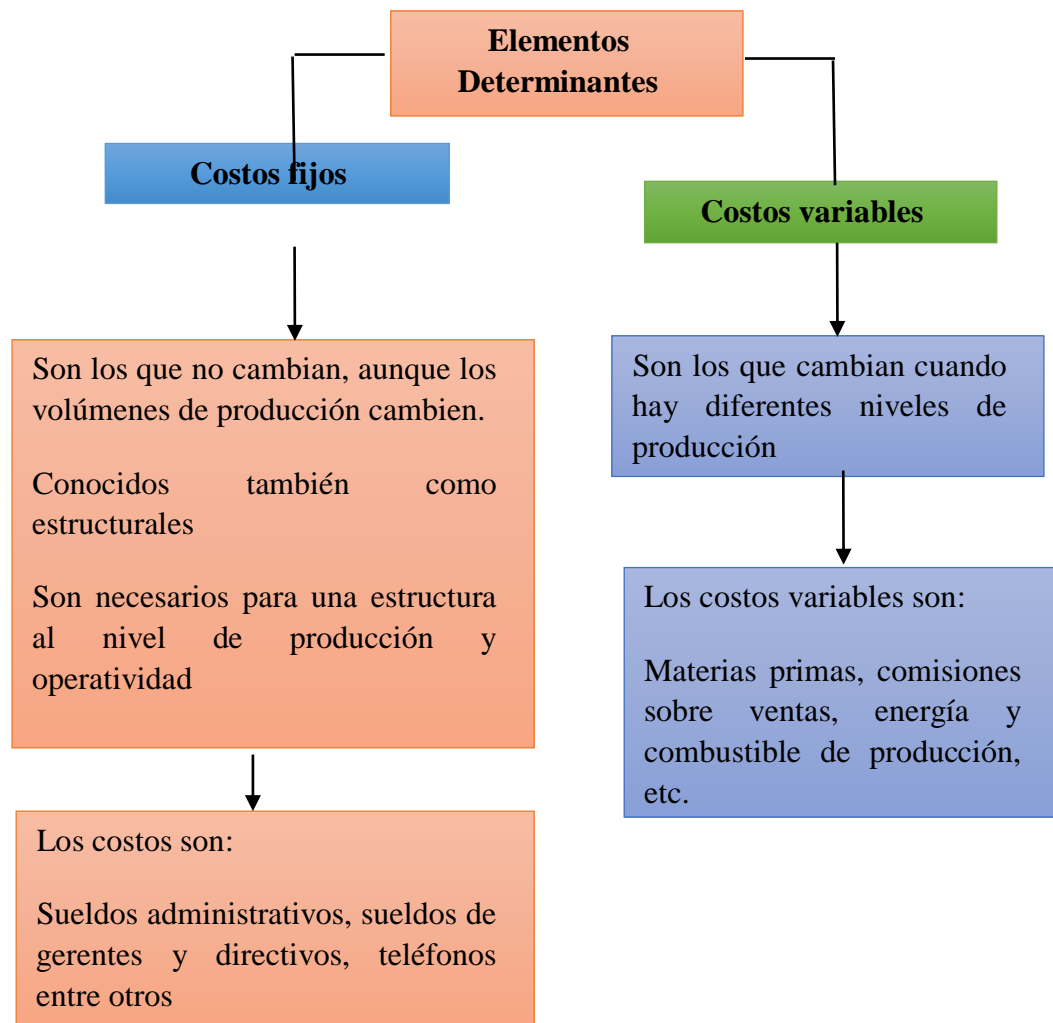 Elementos
Determinantes
Costos fijos
Costos variables
Son los que no cambian, aunque los
volúmenes de producción cambien.
Conocidos también como
estructurales
Son necesarios para una estructura
al nivel de producción y
operatividad
Los costos son:
Sueldos administrativos, sueldos de
gerentes y directivos, teléfonos
entre otros
Son los que cambian cuando
hay diferentes niveles de
producción
Los costos variables son:
Materias primas, comisiones
sobre ventas, energía y
combustible de producción,
etc.